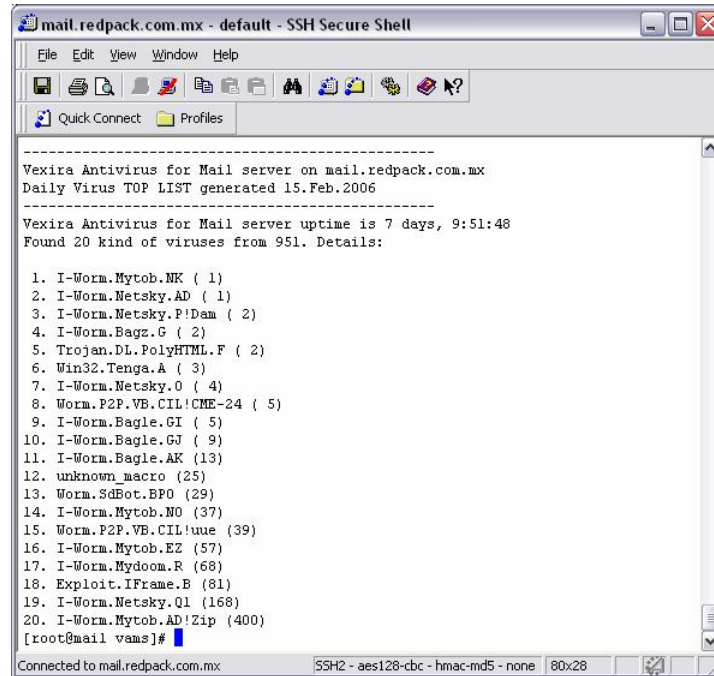 mail.redpack.com.mx - default - SSH Secure Shell
File Edit View Window Help
Quick Connect Profiles
--------------------------------------------------
Vexira Antivirus for Mail server on mail.redpack.com.mx
Daily Virus TOP LIST generated 15.Feb.2006
--------------------------------------------------
Vexira Antivirus for Mail server uptime is 7 days, 9:51:48
Found 20 kind of viruses from 951. Details:
1. I-Worm.Mytob.NK ( 1)
2. I-Worm.Netsky.AD ( 1)
3. I-Worm.Netsky.P!Dam ( 2)
4. I-Worm.Bagz.G ( 2)
5. Trojan.DL.PolyHTML.F ( 2)
6. Win32.Tenga.A ( 3)
7. I-Worm.Netsky.O ( 4)
8. Worm.P2P.VB.CIL!CME-24 ( 5)
9. I-Worm.Bagle.GI ( 5)
10. I-Worm.Bagle.GJ ( 9)
11. I-Worm.Bagle.AK (13)
12. unknown_macro (25)
13. Worm.SdBot.BPO (29)
14. I-Worm.Mytob.NO (37)
15. Worm.P2P.VB.CIL!uue (39)
16. I-Worm.Mytob.EZ (57)
17. I-Worm.Mydoom.R (68)
18. Exploit.IFrame.B (81)
19. I-Worm.Netsky.Q1 (168)
20. I-Worm.Mytob.AD!Zip (400)
[root@mail vams]#
Connected to mail.redpack.com.mx SSH2 - aes128-cbc - hmac-md5 - none 80x28